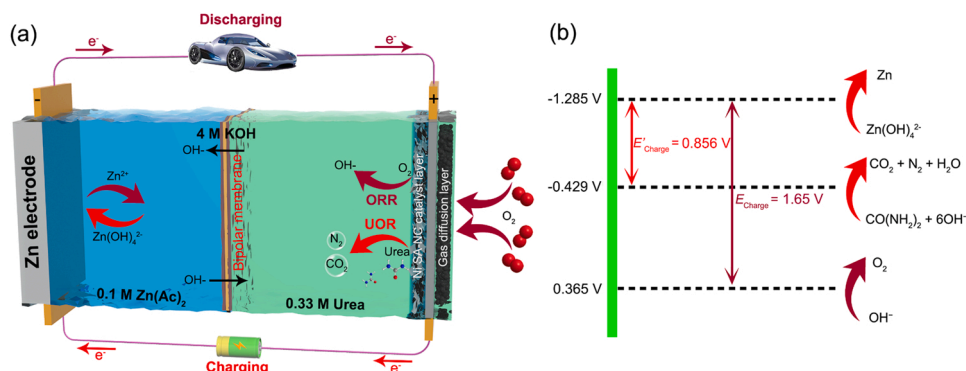 (a)
Discharging
e-
e-
-
+
4 M KOH
OH-
OH-
O2
Zn2+
ORR
Zn electrode
Bipolar membrane
Ni SA-NC catalyst layer
Gas diffusion layer
O2
Zn(OH)42-
UOR
N2
Urea
CO2
OH-
0.1 M Zn(Ac)2
0.33 M Urea
e-
e-
Charging
(b)
Zn
-1.285 V
4 Zn(OH)42-
E'Charge = 0.856 V
CO2 + N2 + H2O
-0.429 V
ECharge = 1.65 V
CO(NH2)2 + 6OH-
O2
0.365 V
OH−